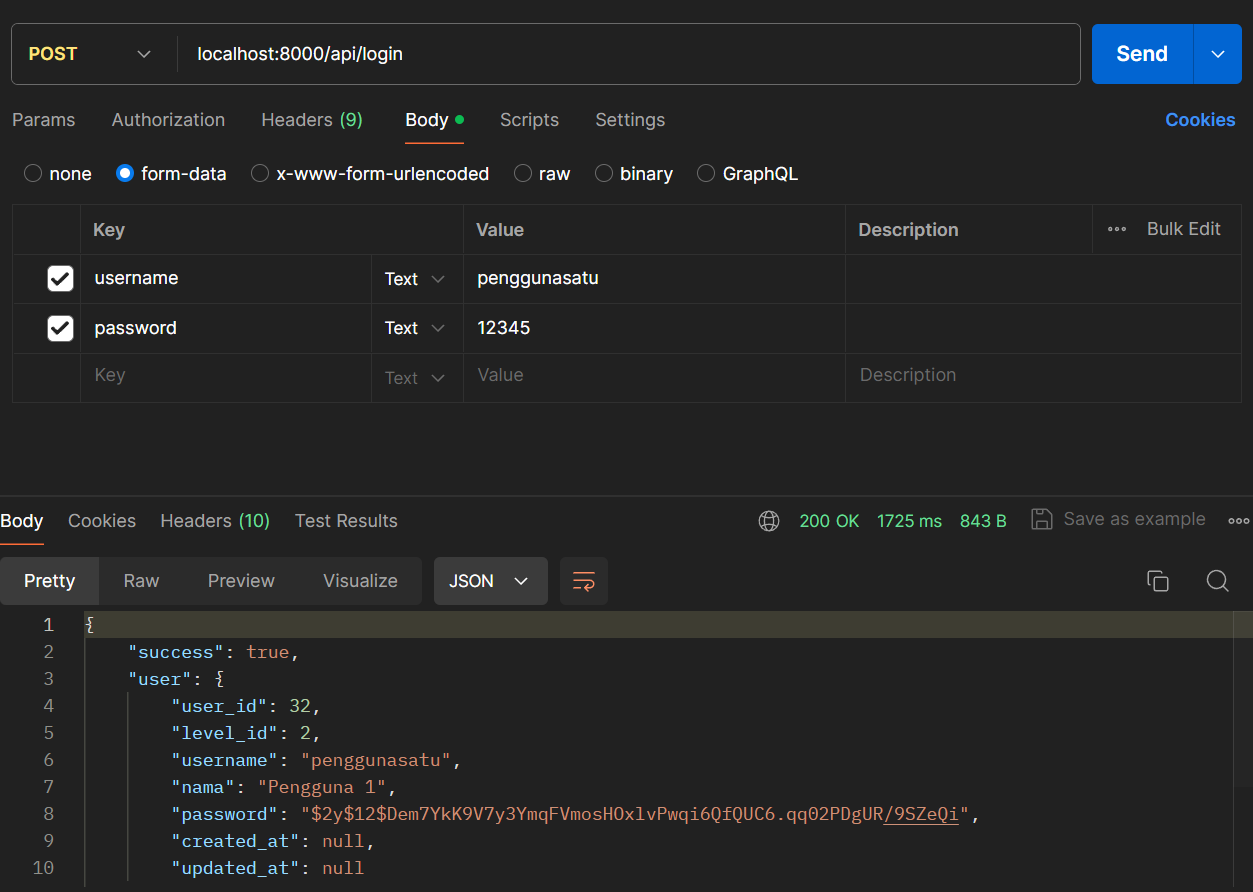 POST localhost:8000/api/login Send
Params Authorization Headers (9) Body Scripts Settings Cookies
none form-data x-www-form-urlencoded raw binary GraphQL
Key Value Description Bulk Edit
username Text penggunasatu
password Text 12345
Key Text Value Description
Body Cookies Headers (10) Test Results 200 OK 1725 ms 843 B Save as example
Pretty Raw Preview Visualize JSON
1 {
2 "success": true,
3 "user": {
4 "user_id": 32,
5 "level_id": 2,
6 "username": "penggunasatu",
7 "nama": "Pengguna 1",
8 "password": "$2y$12$Dem7YkK9V7y3YmqFVmosHOxlvPwqi6QfQUC6.qq02PDgUR/9SZeQi",
9 "created_at": null,
10 "updated_at": null